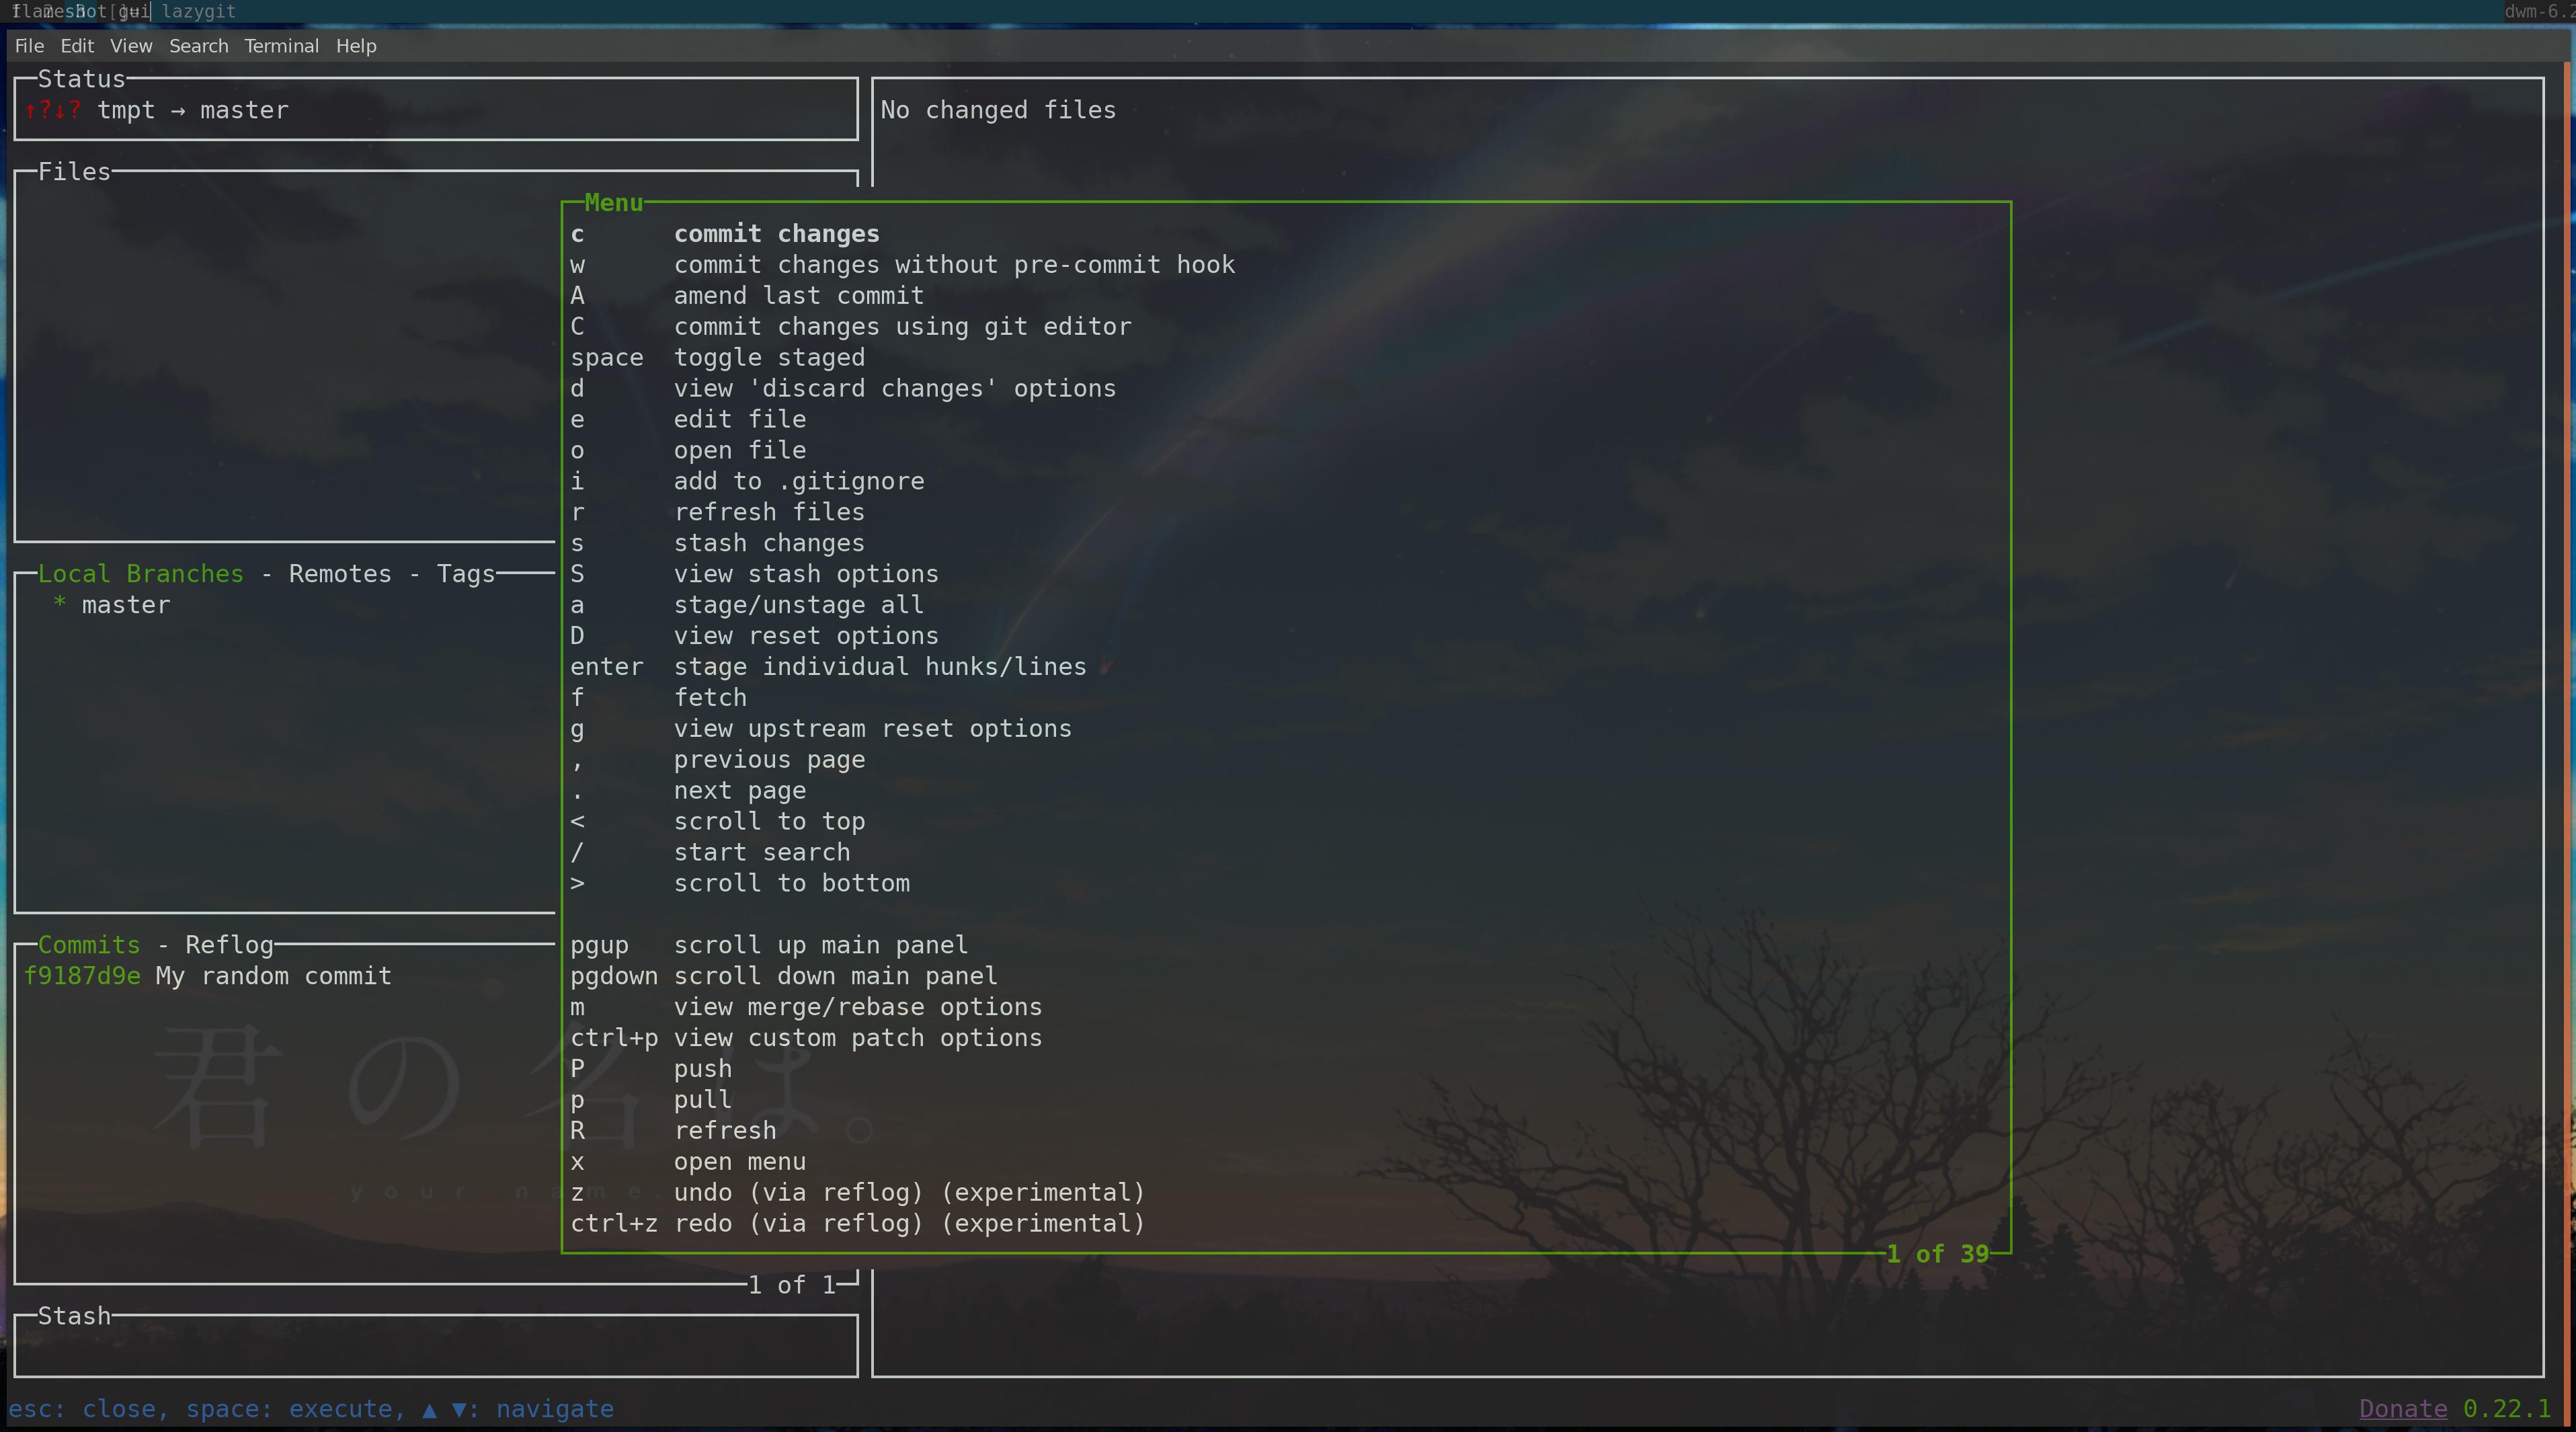 flameshot gui lazygit
dwm-6.2
File Edit View Search Terminal Help
Status
↑?↓? tmpt → master
No changed files
Files
Menu
c commit changes
w commit changes without pre-commit hook
A amend last commit
C commit changes using git editor
space toggle staged
d view 'discard changes' options
e edit file
o open file
i add to .gitignore
r refresh files
s stash changes
S view stash options
a stage/unstage all
D view reset options
enter stage individual hunks/lines
f fetch
g view upstream reset options
, previous page
. next page
< scroll to top
/ start search
> scroll to bottom
pgup scroll up main panel
pgdown scroll down main panel
m view merge/rebase options
ctrl+p view custom patch options
P push
p pull
R refresh
x open menu
z undo (via reflog) (experimental)
ctrl+z redo (via reflog) (experimental)
1 of 39
Local Branches - Remotes - Tags
* master
Commits - Reflog
f9187d9e My random commit
君の名は。
your name.
1 of 1
Stash
esc: close, space: execute, ▲ ▼: navigate
Donate 0.22.1